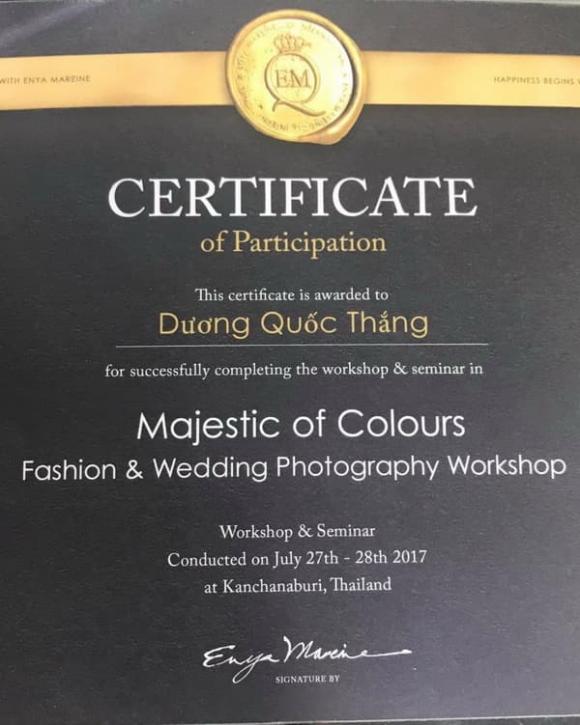 WITH ENYA MAREINE
HAPPINESS BEGINS
EM
CERTIFICATE
of Participation
This certificate is awarded to
Dương Quốc Thắng
for successfully completing the workshop & seminar in
Majestic of Colours
Fashion & Wedding Photography Workshop
Workshop & Seminar
Conducted on July 27th - 28th 2017
at Kanchanaburi, Thailand
Enya Mareine
SIGNATURE BY